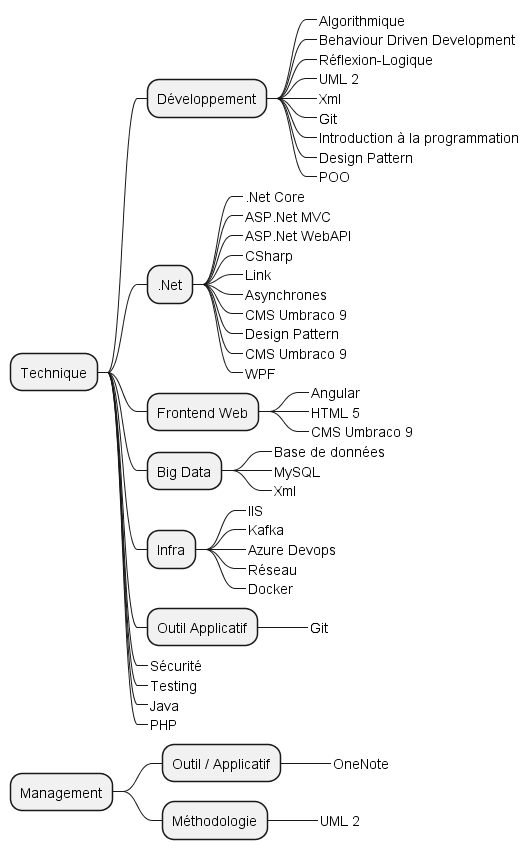 Technique
Développement
Algorithmique
Behaviour Driven Development
Réflexion-Logique
UML 2
Xml
Git
Introduction à la programmation
Design Pattern
POO
.Net
.Net Core
ASP.Net MVC
ASP.Net WebAPI
CSharp
Link
Asynchrones
CMS Umbraco 9
Design Pattern
CMS Umbraco 9
WPF
Frontend Web
Angular
HTML 5
CMS Umbraco 9
Big Data
Base de données
MySQL
Xml
Infra
IIS
Kafka
Azure Devops
Réseau
Docker
Outil Applicatif
Git
Sécurité
Testing
Java
PHP
Management
Outil / Applicatif
OneNote
Méthodologie
UML 2